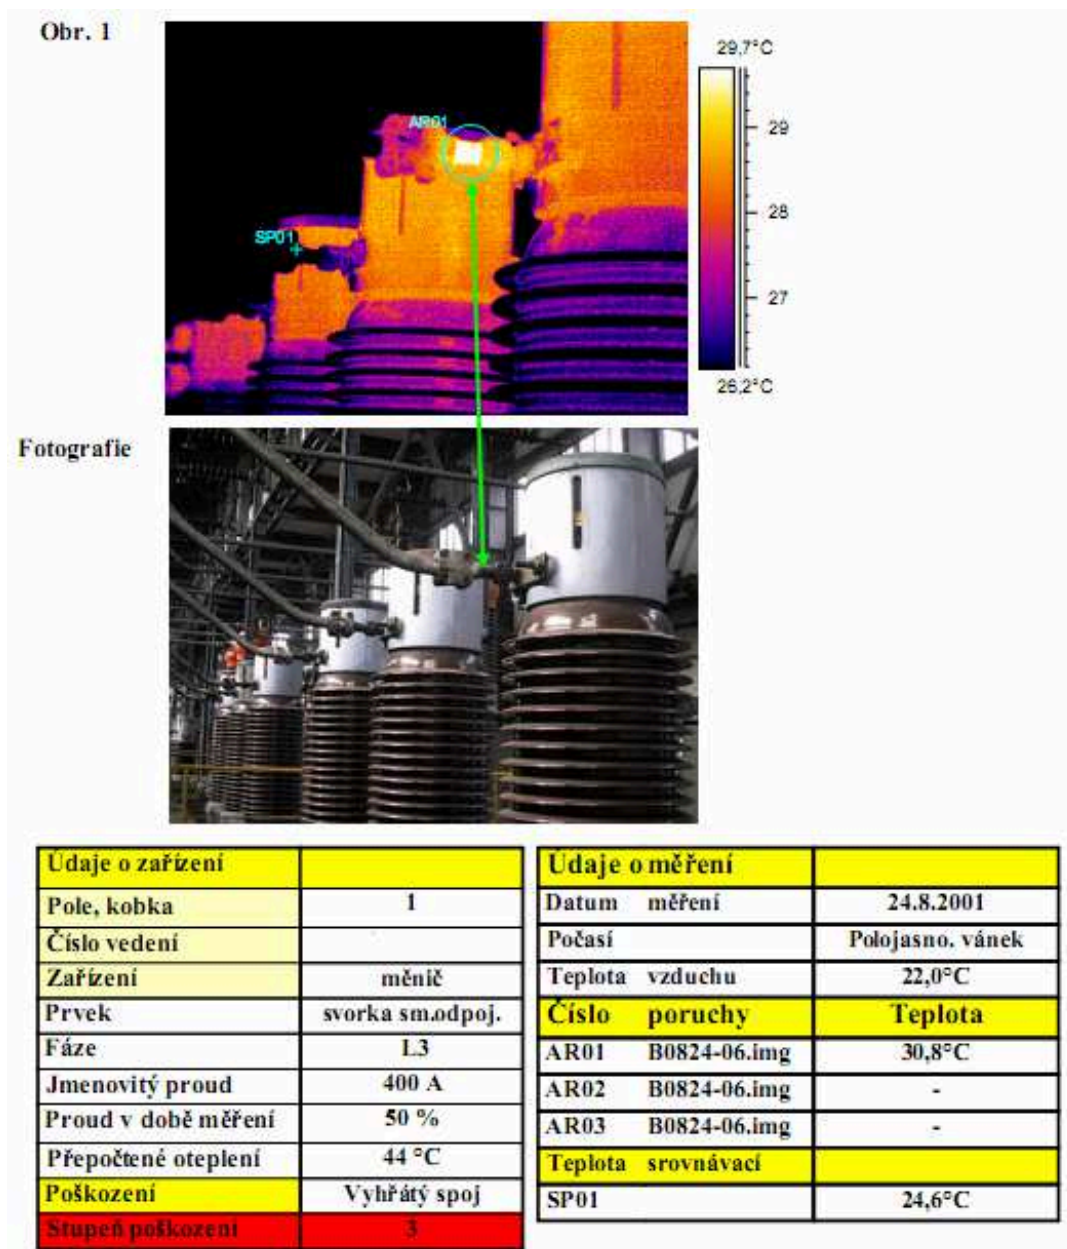 Obr. 1
29,7°C
AR01
29
SP01
28
27
26,2°C
Fotografie
Údaje o zařízení
Pole, kobka 1
Číslo vedení
Zařízení měnič
Prvek svorka sm.odpoj.
Fáze L3
Jmenovitý proud 400 A
Proud v době měření 50 %
Přepočtené oteplení 44 °C
Poškození Vyhřátý spoj
Stupeň poškození 3
Údaje o měření
Datum měření 24.8.2001
Počasí Polojasno. vánek
Teplota vzduchu 22,0°C
Číslo poruchy Teplota
AR01 B0824-06.img 30,8°C
AR02 B0824-06.img -
AR03 B0824-06.img -
Teplota srovnávací
SP01 24,6°C